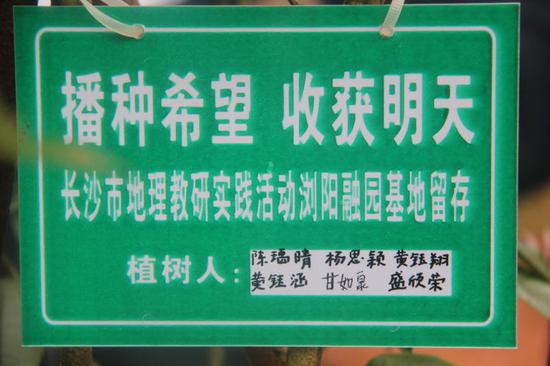 播种希望 收获明天
长沙市地理教研实践活动浏阳融园基地留存
植树人：陈瑀晴 杨思颖 黄钰翔
黄钰涵 甘如泉 盛欣荣